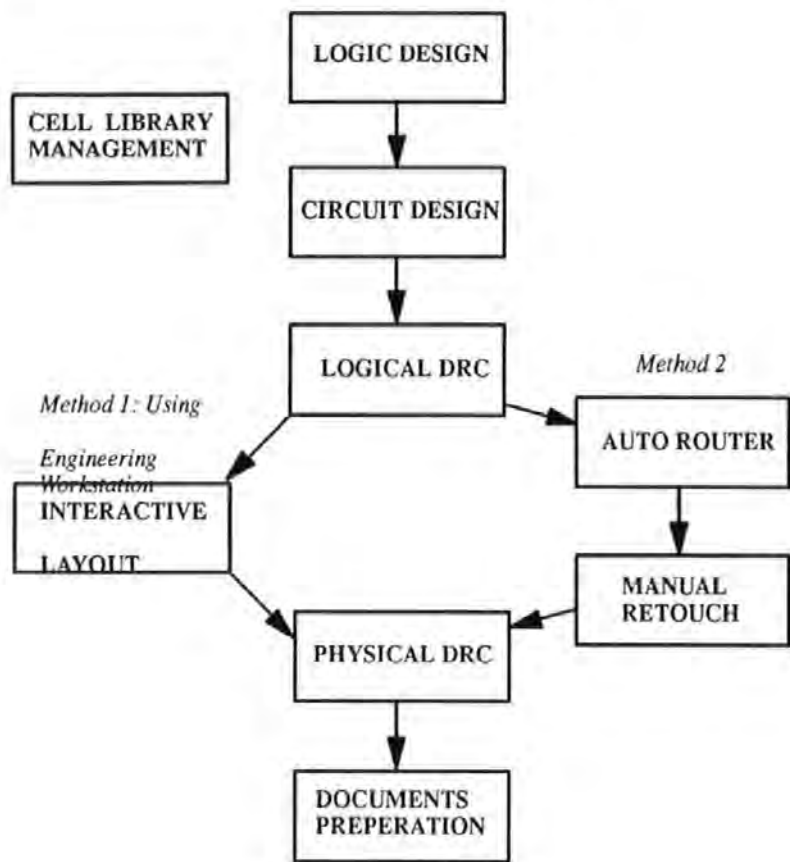 LOGIC DESIGN
CELL LIBRARY
MANAGEMENT
CIRCUIT DESIGN
LOGICAL DRC
Method 2
Method 1: Using
Engineering
Workstation
AUTO ROUTER
INTERACTIVE
LAYOUT
MANUAL
RETOUCH
PHYSICAL DRC
DOCUMENTS
PREPERATION